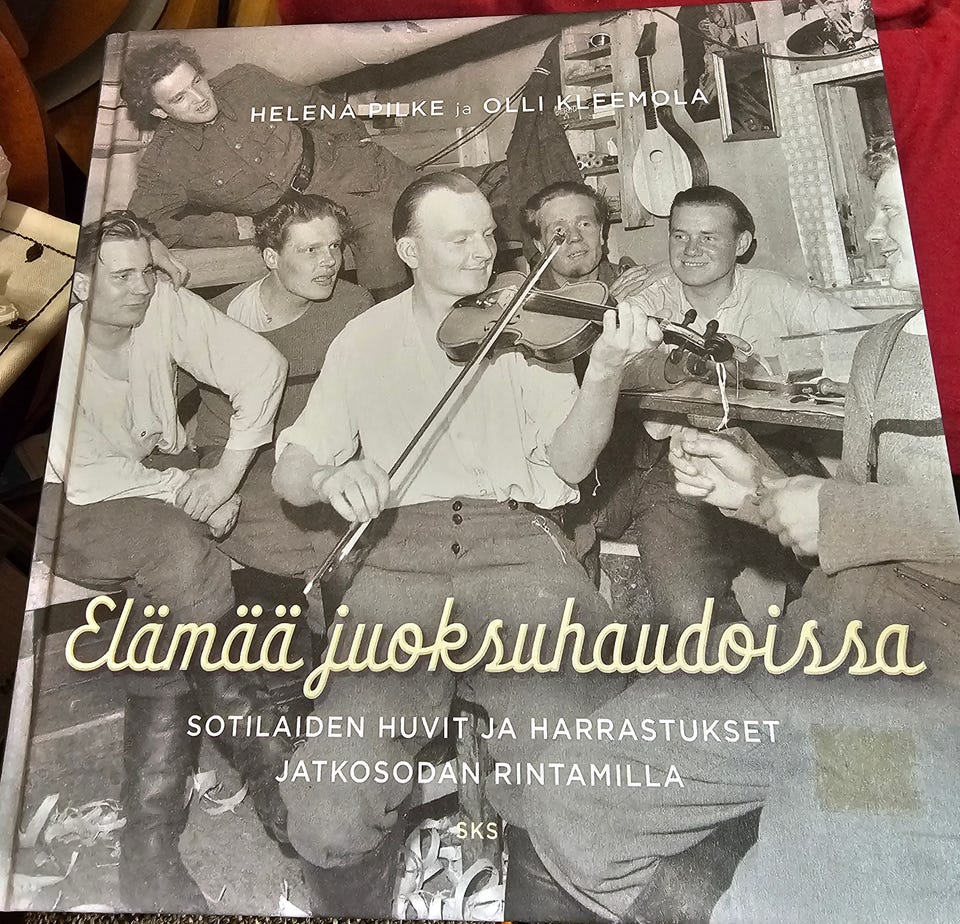 HELENA PILKE ja OLLI KLEEMOLA
Elämää juoksuhaudoissa
SOTILAIDEN HUVIT JA HARRASTUKSET
JATKOSODAN RINTAMILLA
SKS